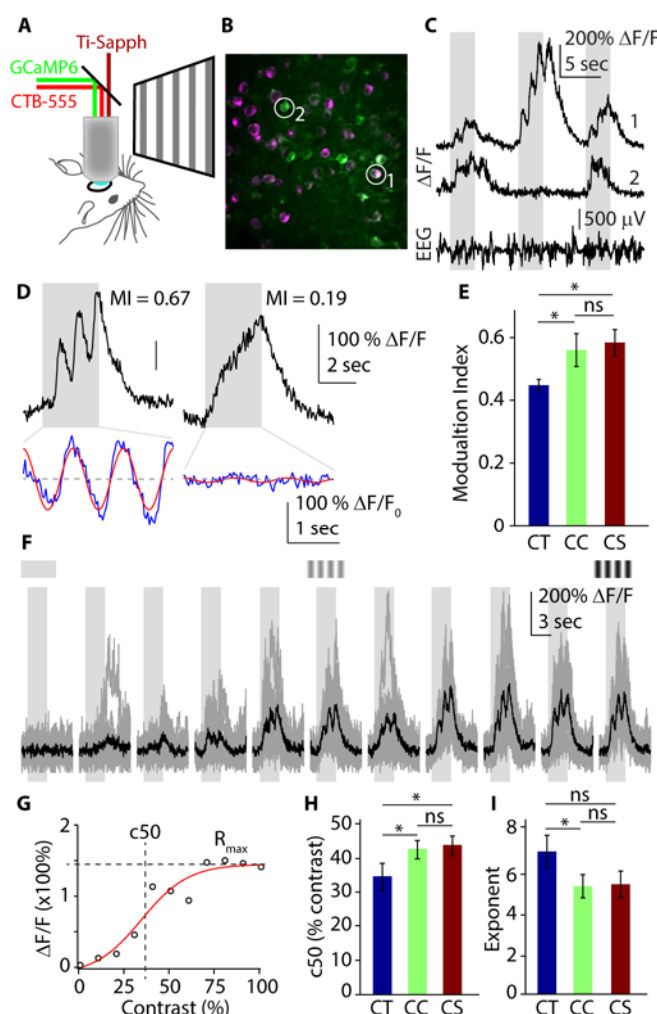 A
Ti-Sapph
GCaMP6
CTB-555
B
2
1
C
200% ΔF/F
5 sec
1
2
ΔF/F
500 μV
EEG
D
MI = 0.67
MI = 0.19
100 % ΔF/F
2 sec
100 % ΔF/F0
1 sec
E
*
* ns
Modualtion Index
0.6
0.4
0.2
0
CT CC CS
F
200% ΔF/F
3 sec
G
c50
Rmax
ΔF/F (x100%)
2
1
0
0 25 50 75 100
Contrast (%)
H
*
* ns
c50 (% contrast)
50
40
30
20
10
0
CT CC CS
I
ns
* ns
Exponent
8
6
4
2
0
CT CC CS